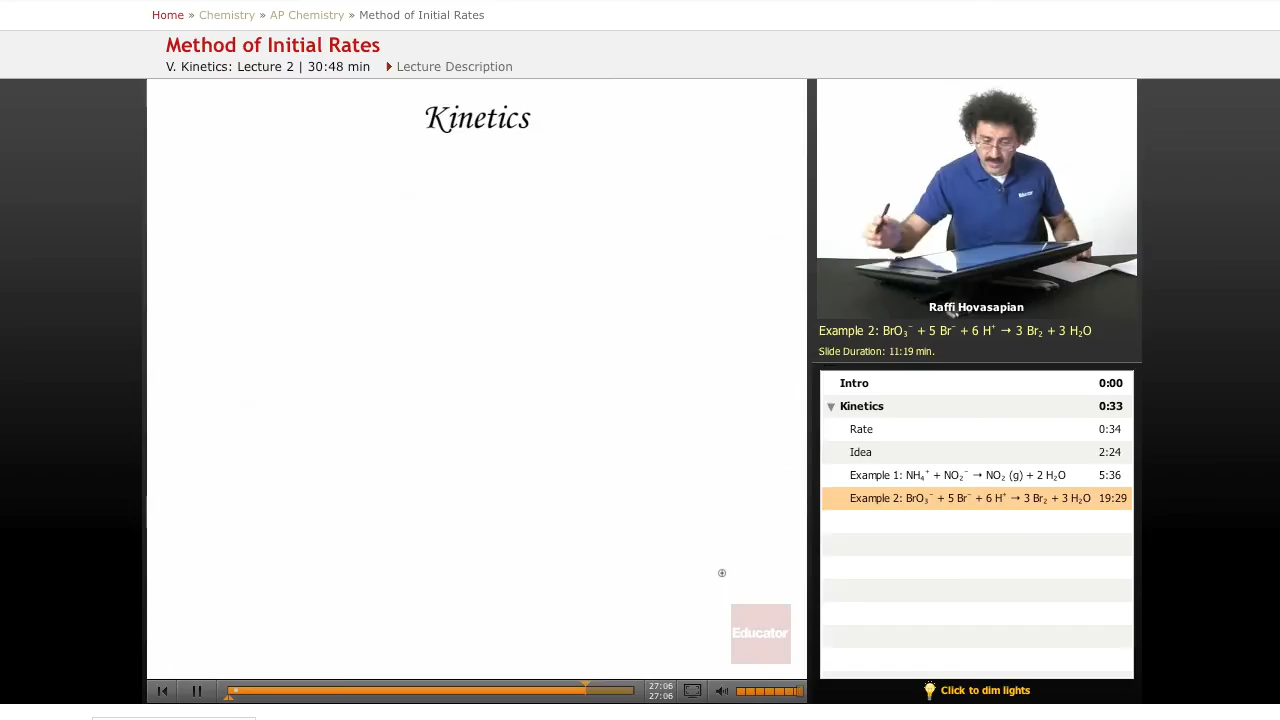 Home » Chemistry » AP Chemistry » Method of Initial Rates
Method of Initial Rates
V. Kinetics: Lecture 2 | 30:48 min Lecture Description
Kinetics
Educator
Raffi Hovasapian
Example 2: BrO₃⁻ + 5 Br⁻ + 6 H⁺ → 3 Br₂ + 3 H₂O
Slide Duration: 11:19 min.
Intro 0:00
Kinetics 0:33
Rate 0:34
Idea 2:24
Example 1: NH₄⁺ + NO₂⁻ → NO₂ (g) + 2 H₂O 5:36
Example 2: BrO₃⁻ + 5 Br⁻ + 6 H⁺ → 3 Br₂ + 3 H₂O 19:29
Educator
27:06
27:06
Click to dim lights